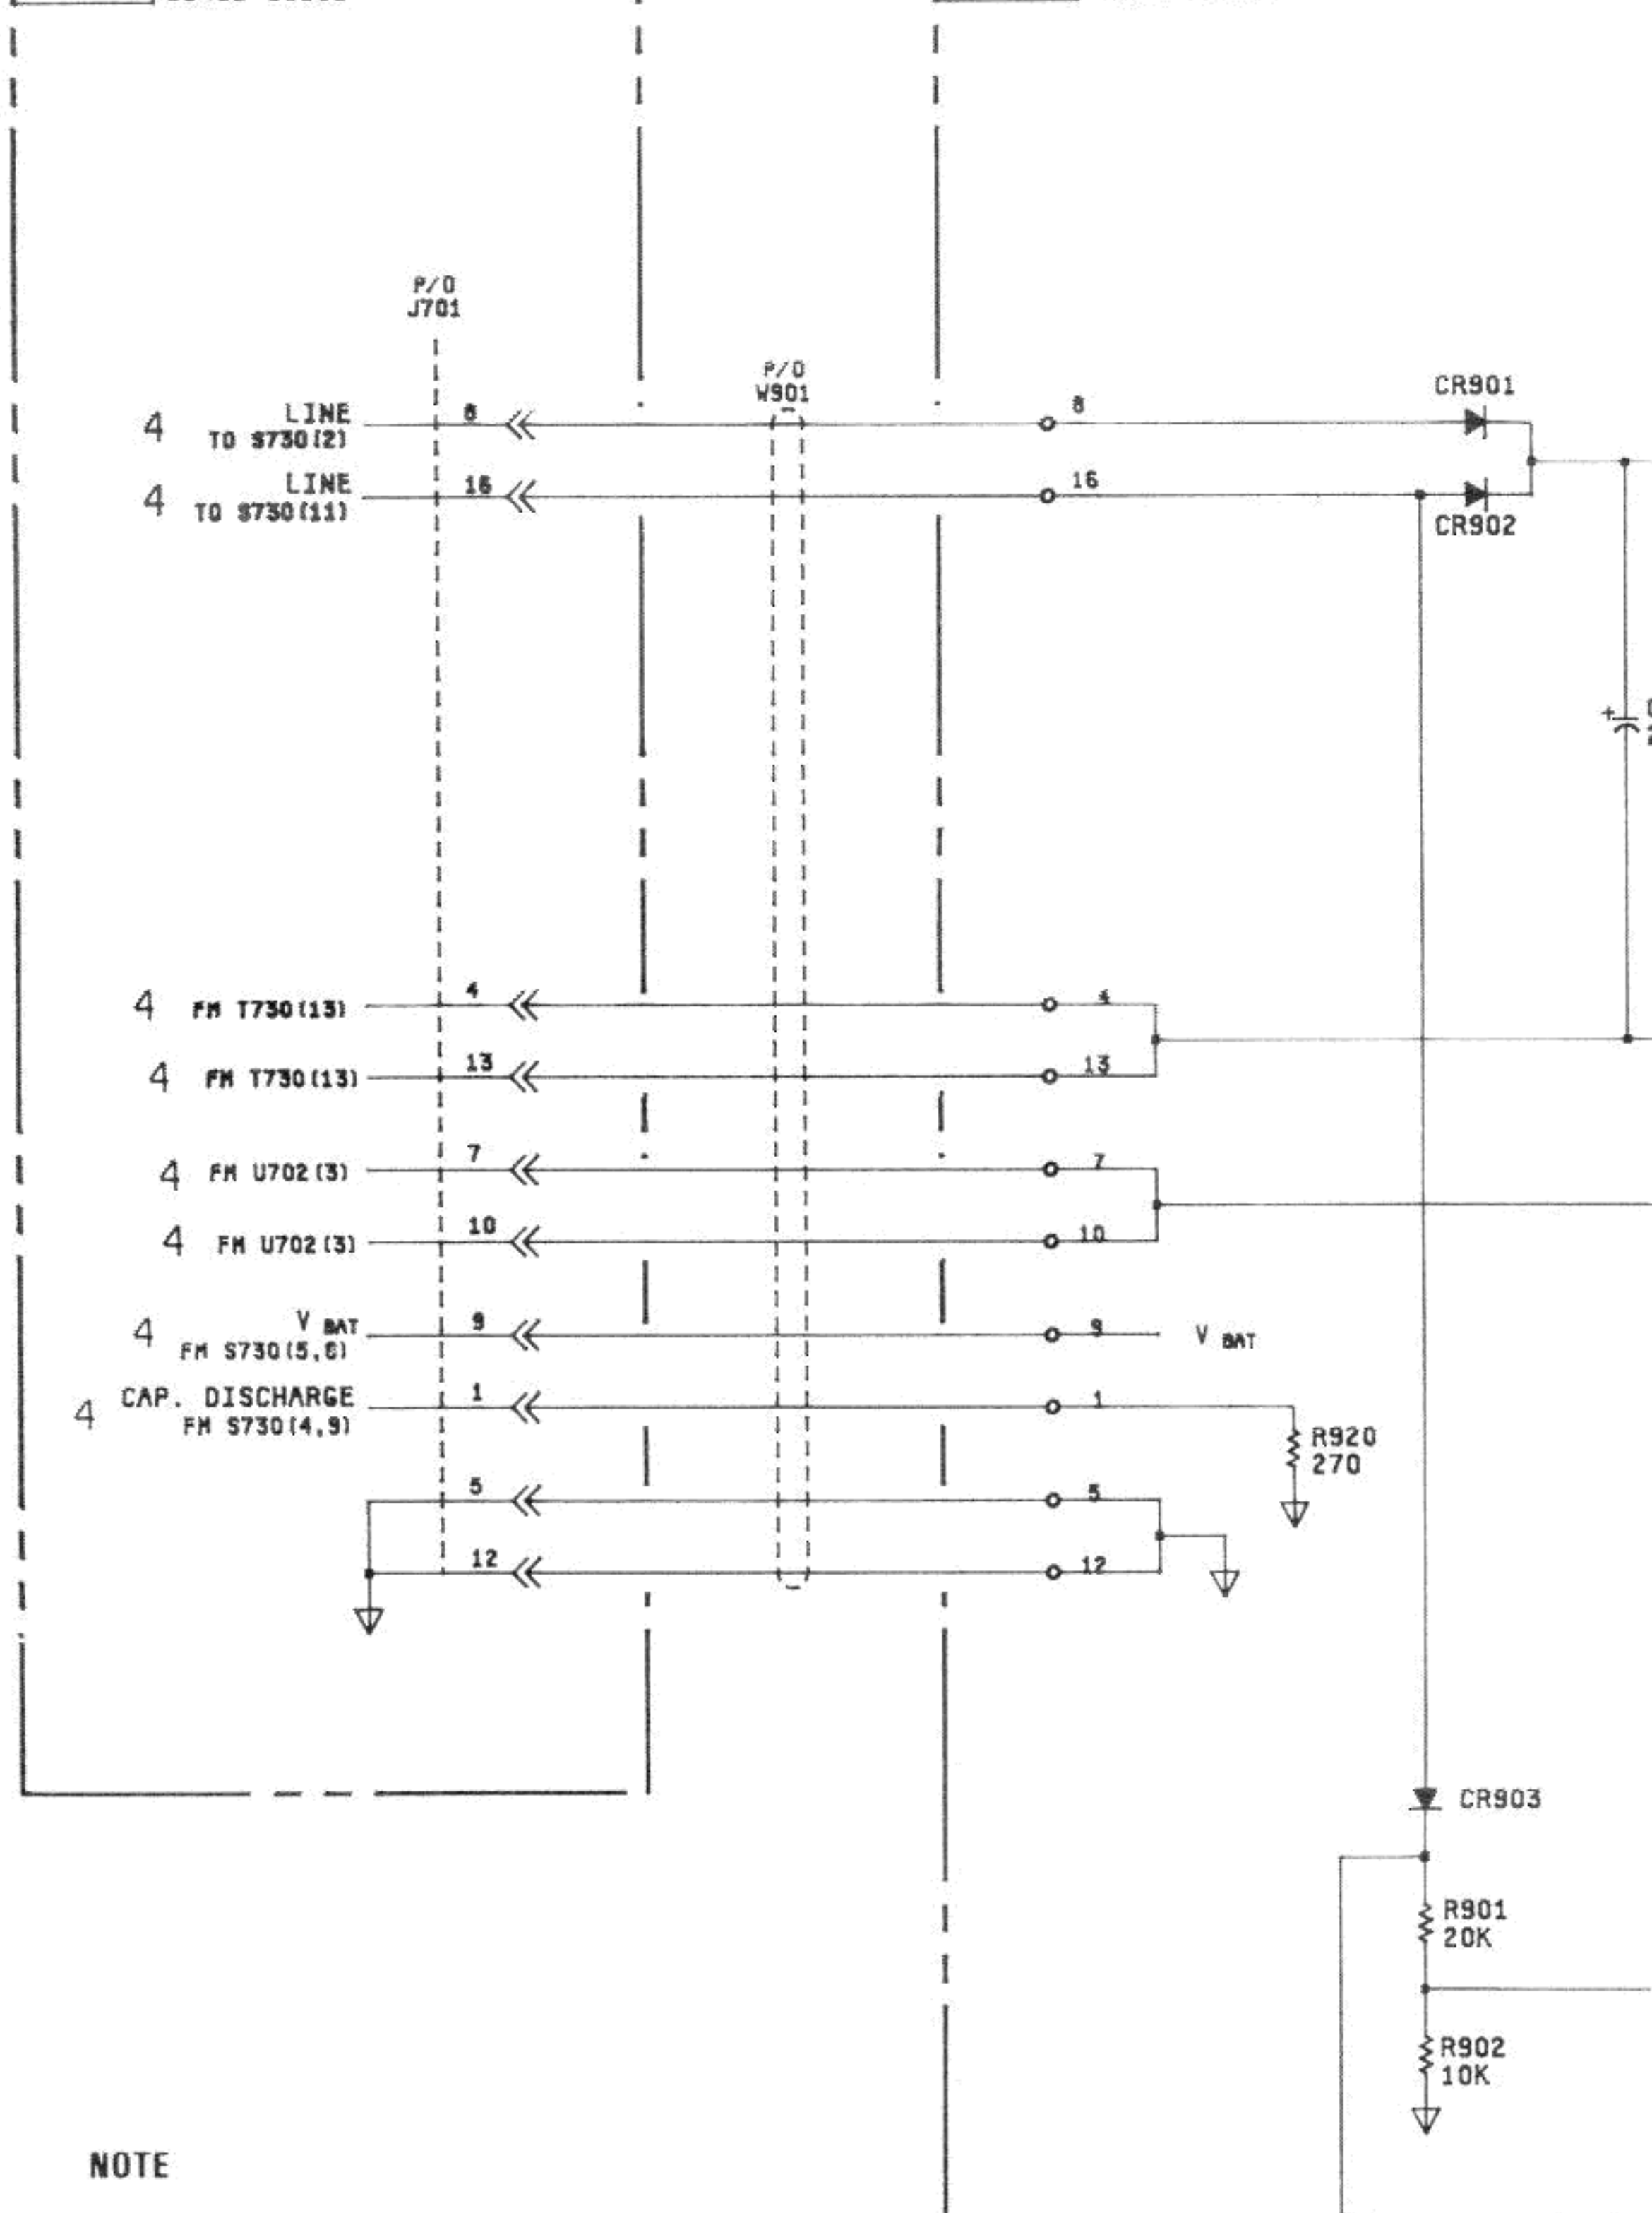 P/O
J701
P/O
W901
CR901
4 LINE 8 8
TO S730(2)
4 LINE 16 16
TO S730(11)
CR902
+
4 FM T730(13) 4 4
4 FM T730(13) 13 13
4 FM U702(3) 7 7
4 FM U702(3) 10 10
4 V BAT 9 9 V BAT
FM S730(5,8)
4 CAP. DISCHARGE 1 1
FM S730(4,9)
R920
270
5 5
12 12
CR903
R901
20K
R902
10K
NOTE